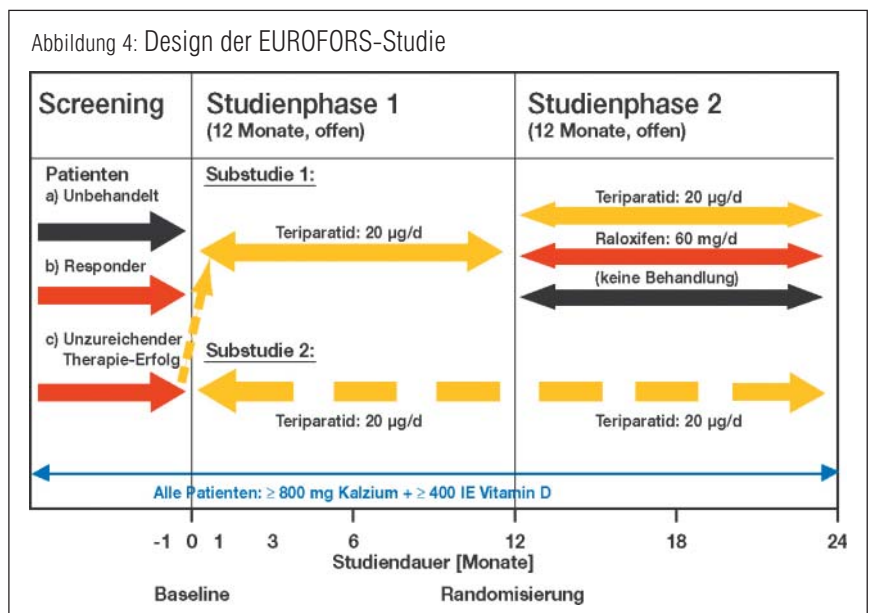 Abbildung 4: Design der EUROFORS-Studie
Screening
Studienphase 1
(12 Monate, offen)
Studienphase 2
(12 Monate, offen)
Patienten
a) Unbehandelt
b) Responder
c) Unzureichender
Therapie-Erfolg
Substudie 1:
Teriparatid: 20 µg/d
Teriparatid: 20 µg/d
Raloxifen: 60 mg/d
(keine Behandlung)
Substudie 2:
Teriparatid: 20 µg/d
Teriparatid: 20 µg/d
Alle Patienten: ≥ 800 mg Kalzium + ≥ 400 IE Vitamin D
-1 0 1 3 6 12 18 24
Studiendauer [Monate]
Baseline Randomisierung